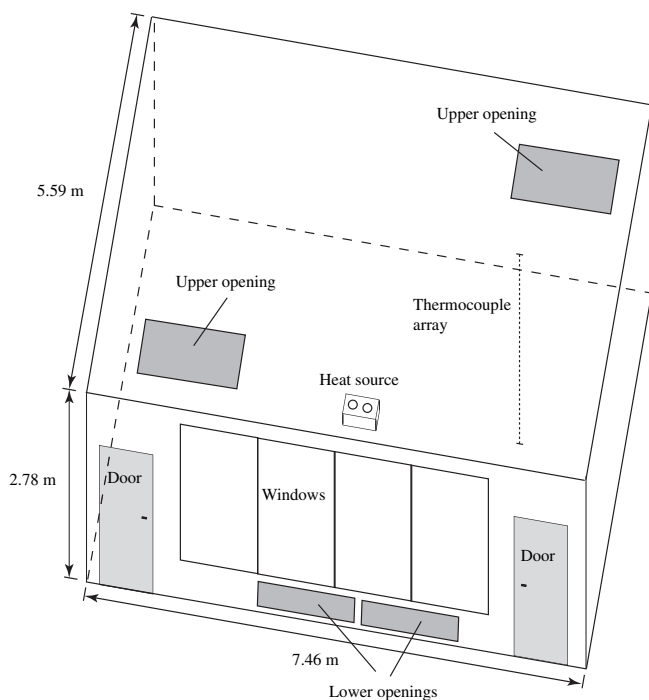 Upper opening
5.59 m
Upper opening
Thermocouple
array
Heat source
2.78 m
Door
Windows
Door
7.46 m
Lower openings